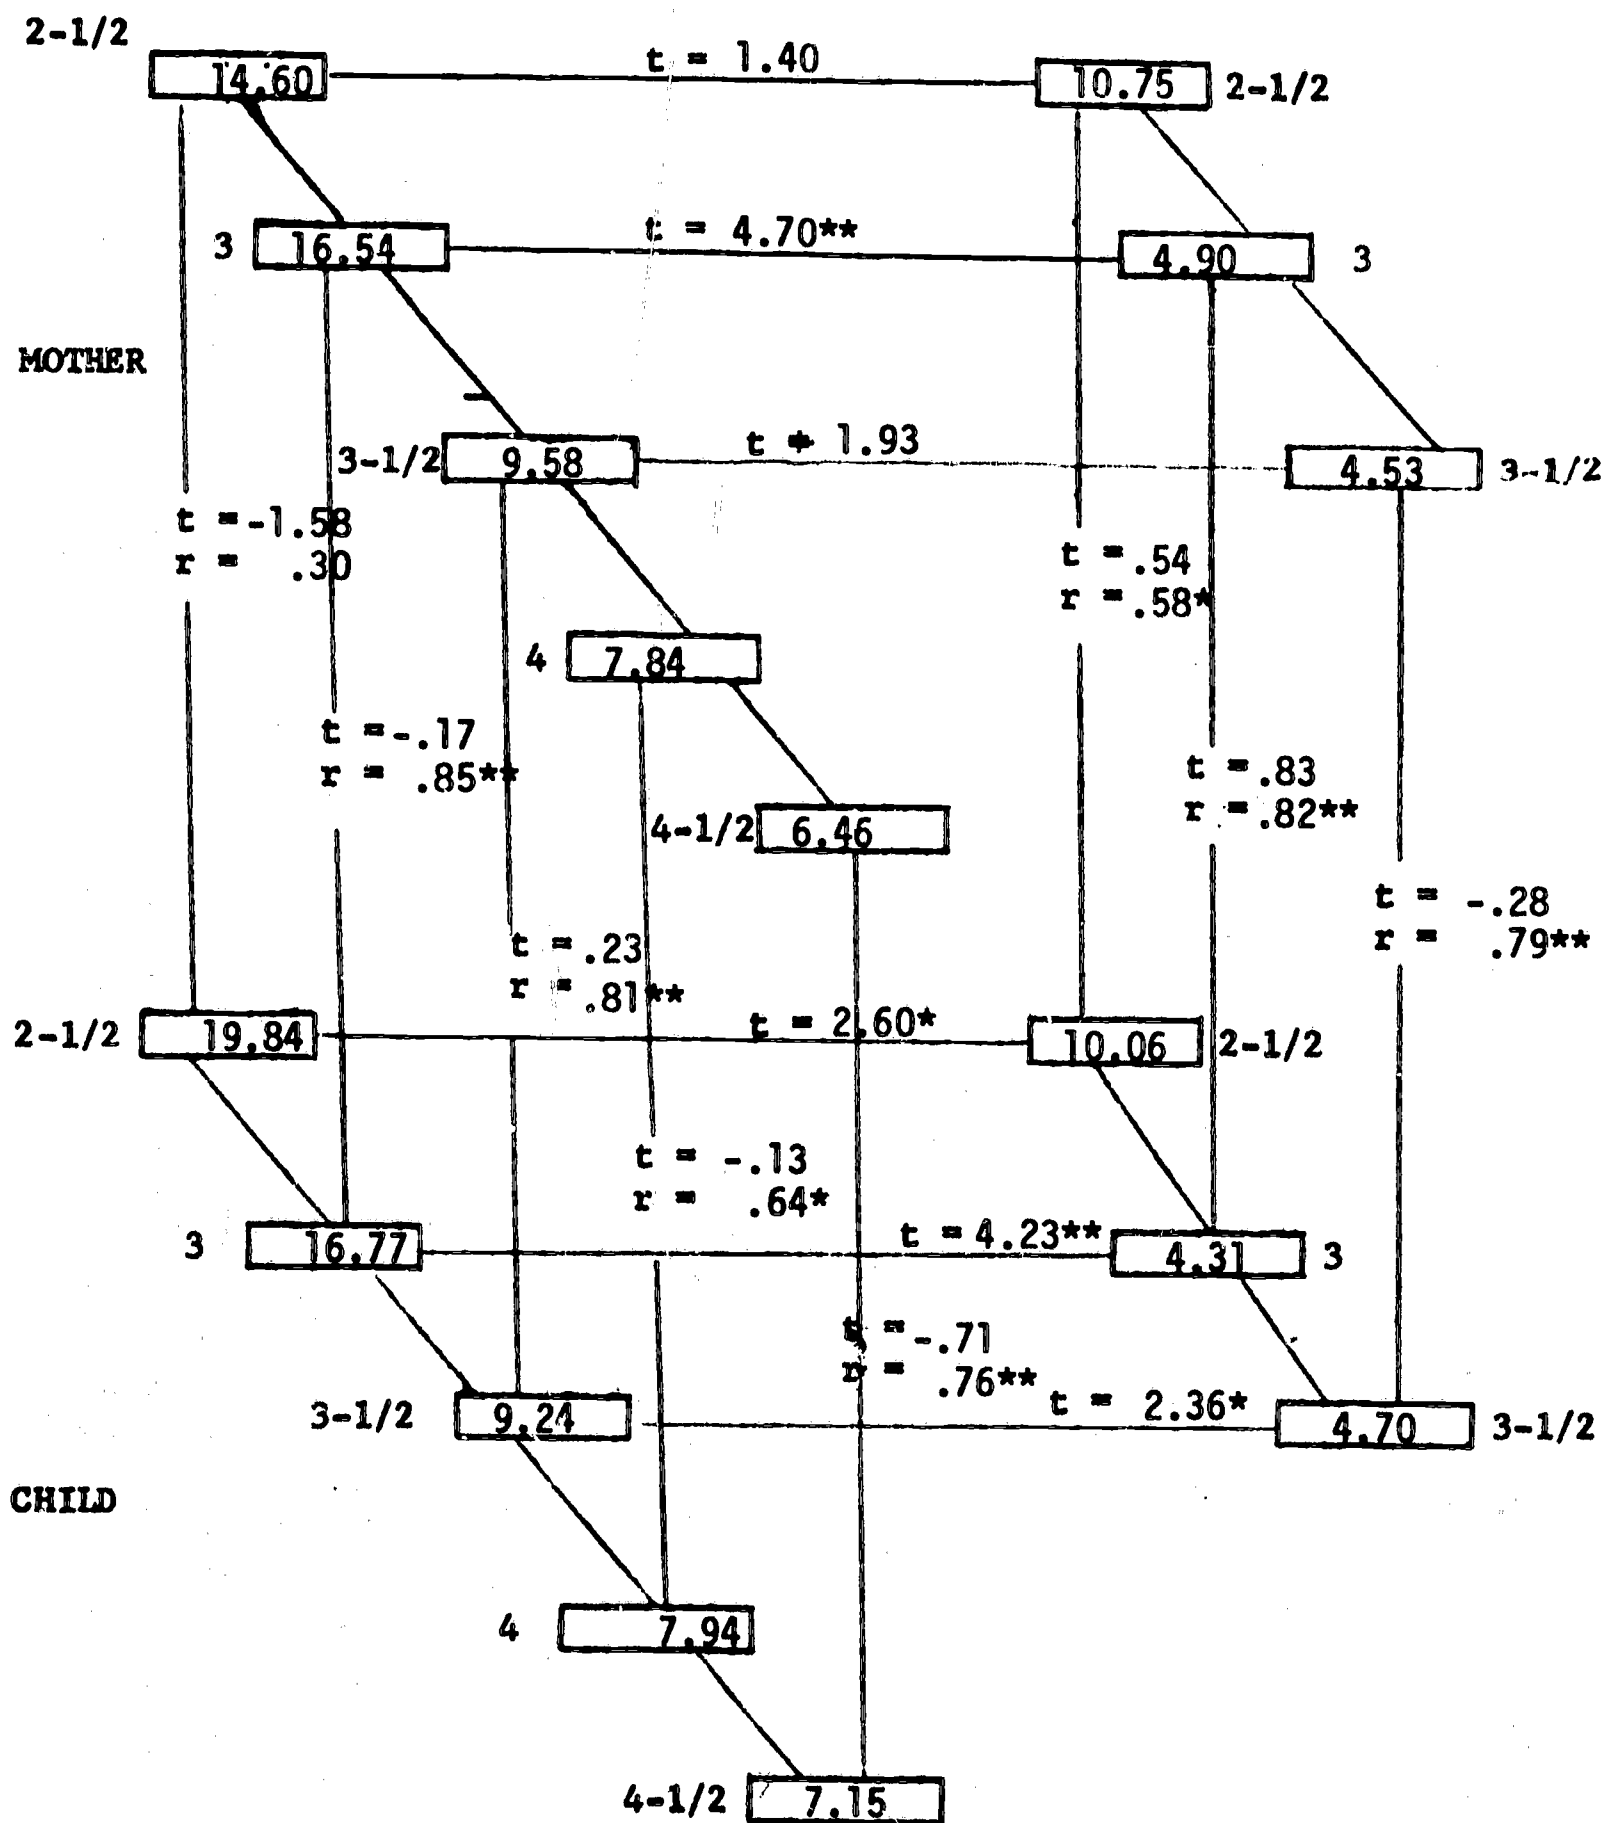 2-1/2
14.60 t = 1.40 10.75 2-1/2
3 16.54 t = 4.70** 4.90 3
MOTHER
3-1/2 9.58 t = 1.93 4.53 3-1/2
t =-1.58
r = .30
t =.54
r =.58*
4 7.84
t =-.17
r = .85**
t =.83
r =.82**
4-1/2 6.46
t = -.28
r = .79**
t =.23
r =.81**
2-1/2 19.84 t = 2.60* 10.06 2-1/2
t = -.13
r = .64*
3 16.77 t =4.23** 4.31 3
t =-.71
r = .76**
3-1/2 9.24 t = 2.36* 4.70 3-1/2
CHILD
4 7.94
4-1/2 7.15